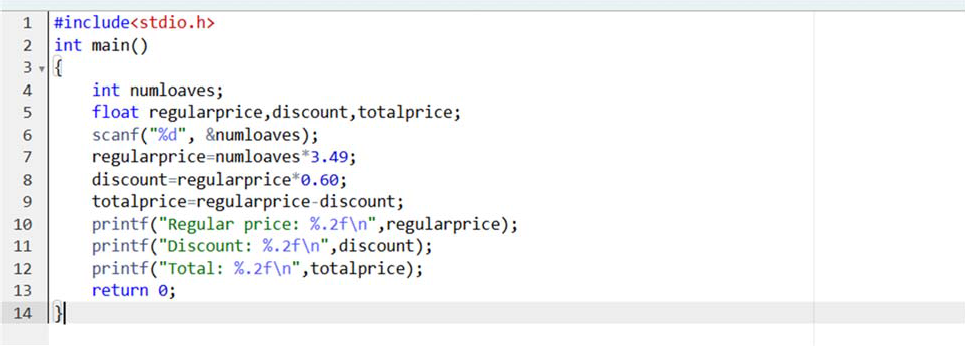 1 #include<stdio.h>
2 int main()
3 {
4 int numloaves;
5 float regularprice,discount,totalprice;
6 scanf("%d", &numloaves);
7 regularprice=numloaves*3.49;
8 discount=regularprice*0.60;
9 totalprice=regularprice-discount;
10 printf("Regular price: %.2f\n",regularprice);
11 printf("Discount: %.2f\n",discount);
12 printf("Total: %.2f\n",totalprice);
13 return 0;
14 }